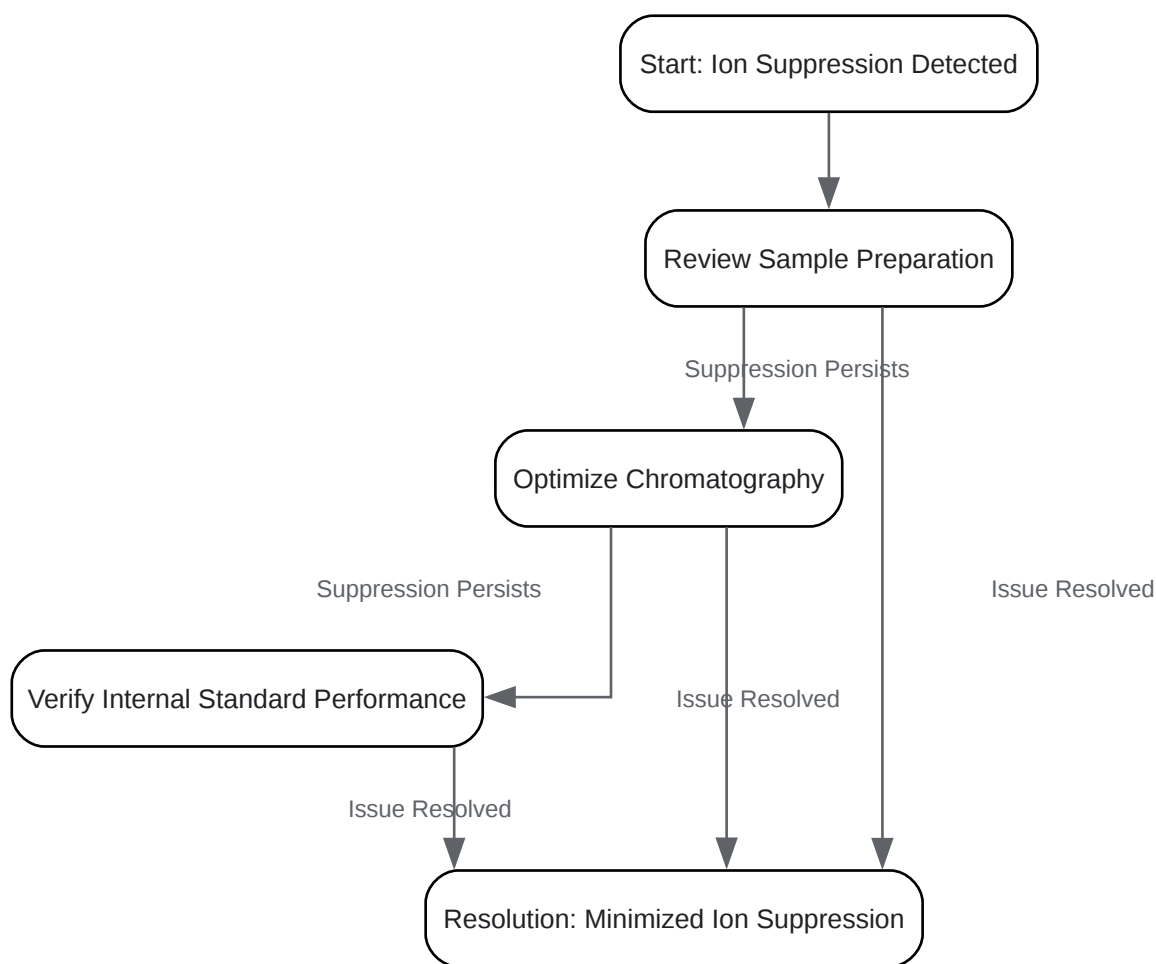 Start: Ion Suppression Detected
Review Sample Preparation
Suppression Persists
Optimize Chromatography
Suppression Persists
Issue Resolved
Verify Internal Standard Performance
Issue Resolved
Issue Resolved
Resolution: Minimized Ion Suppression